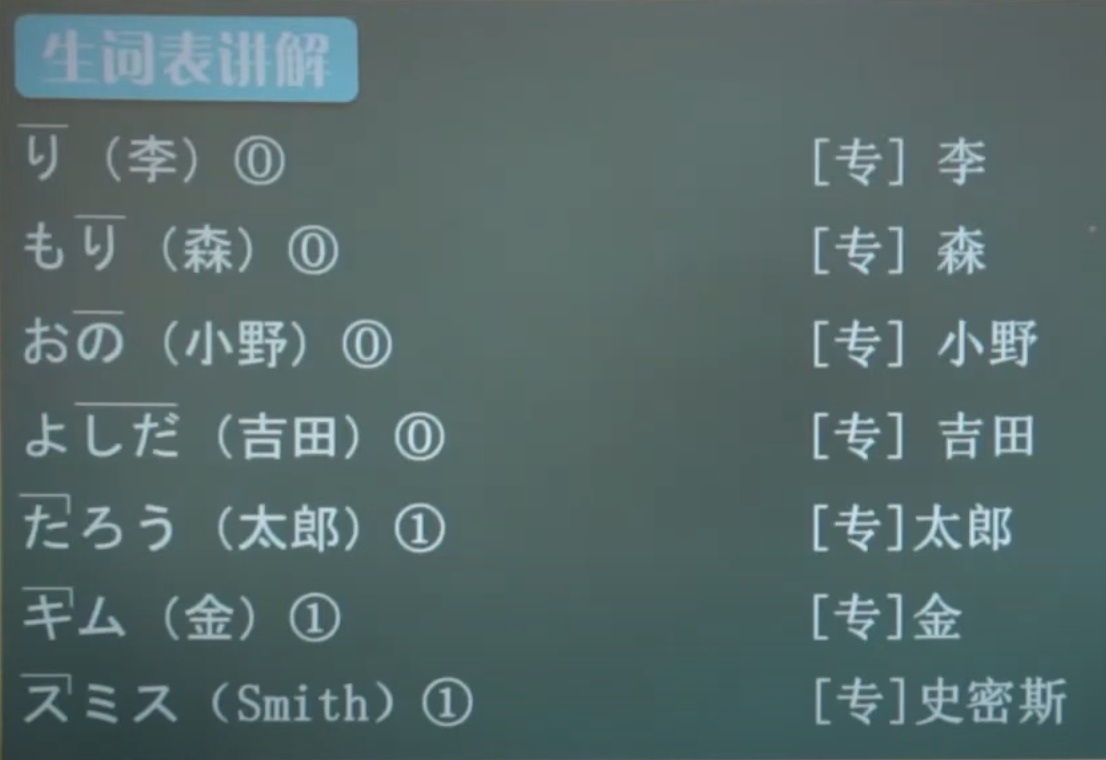 生词表讲解
り（李）⓪ [专] 李
もり（森）⓪ [专] 森
おの（小野）⓪ [专] 小野
よしだ（吉田）⓪ [专] 吉田
たろう（太郎）① [专]太郎
キム（金）① [专]金
スミス（Smith）① [专]史密斯